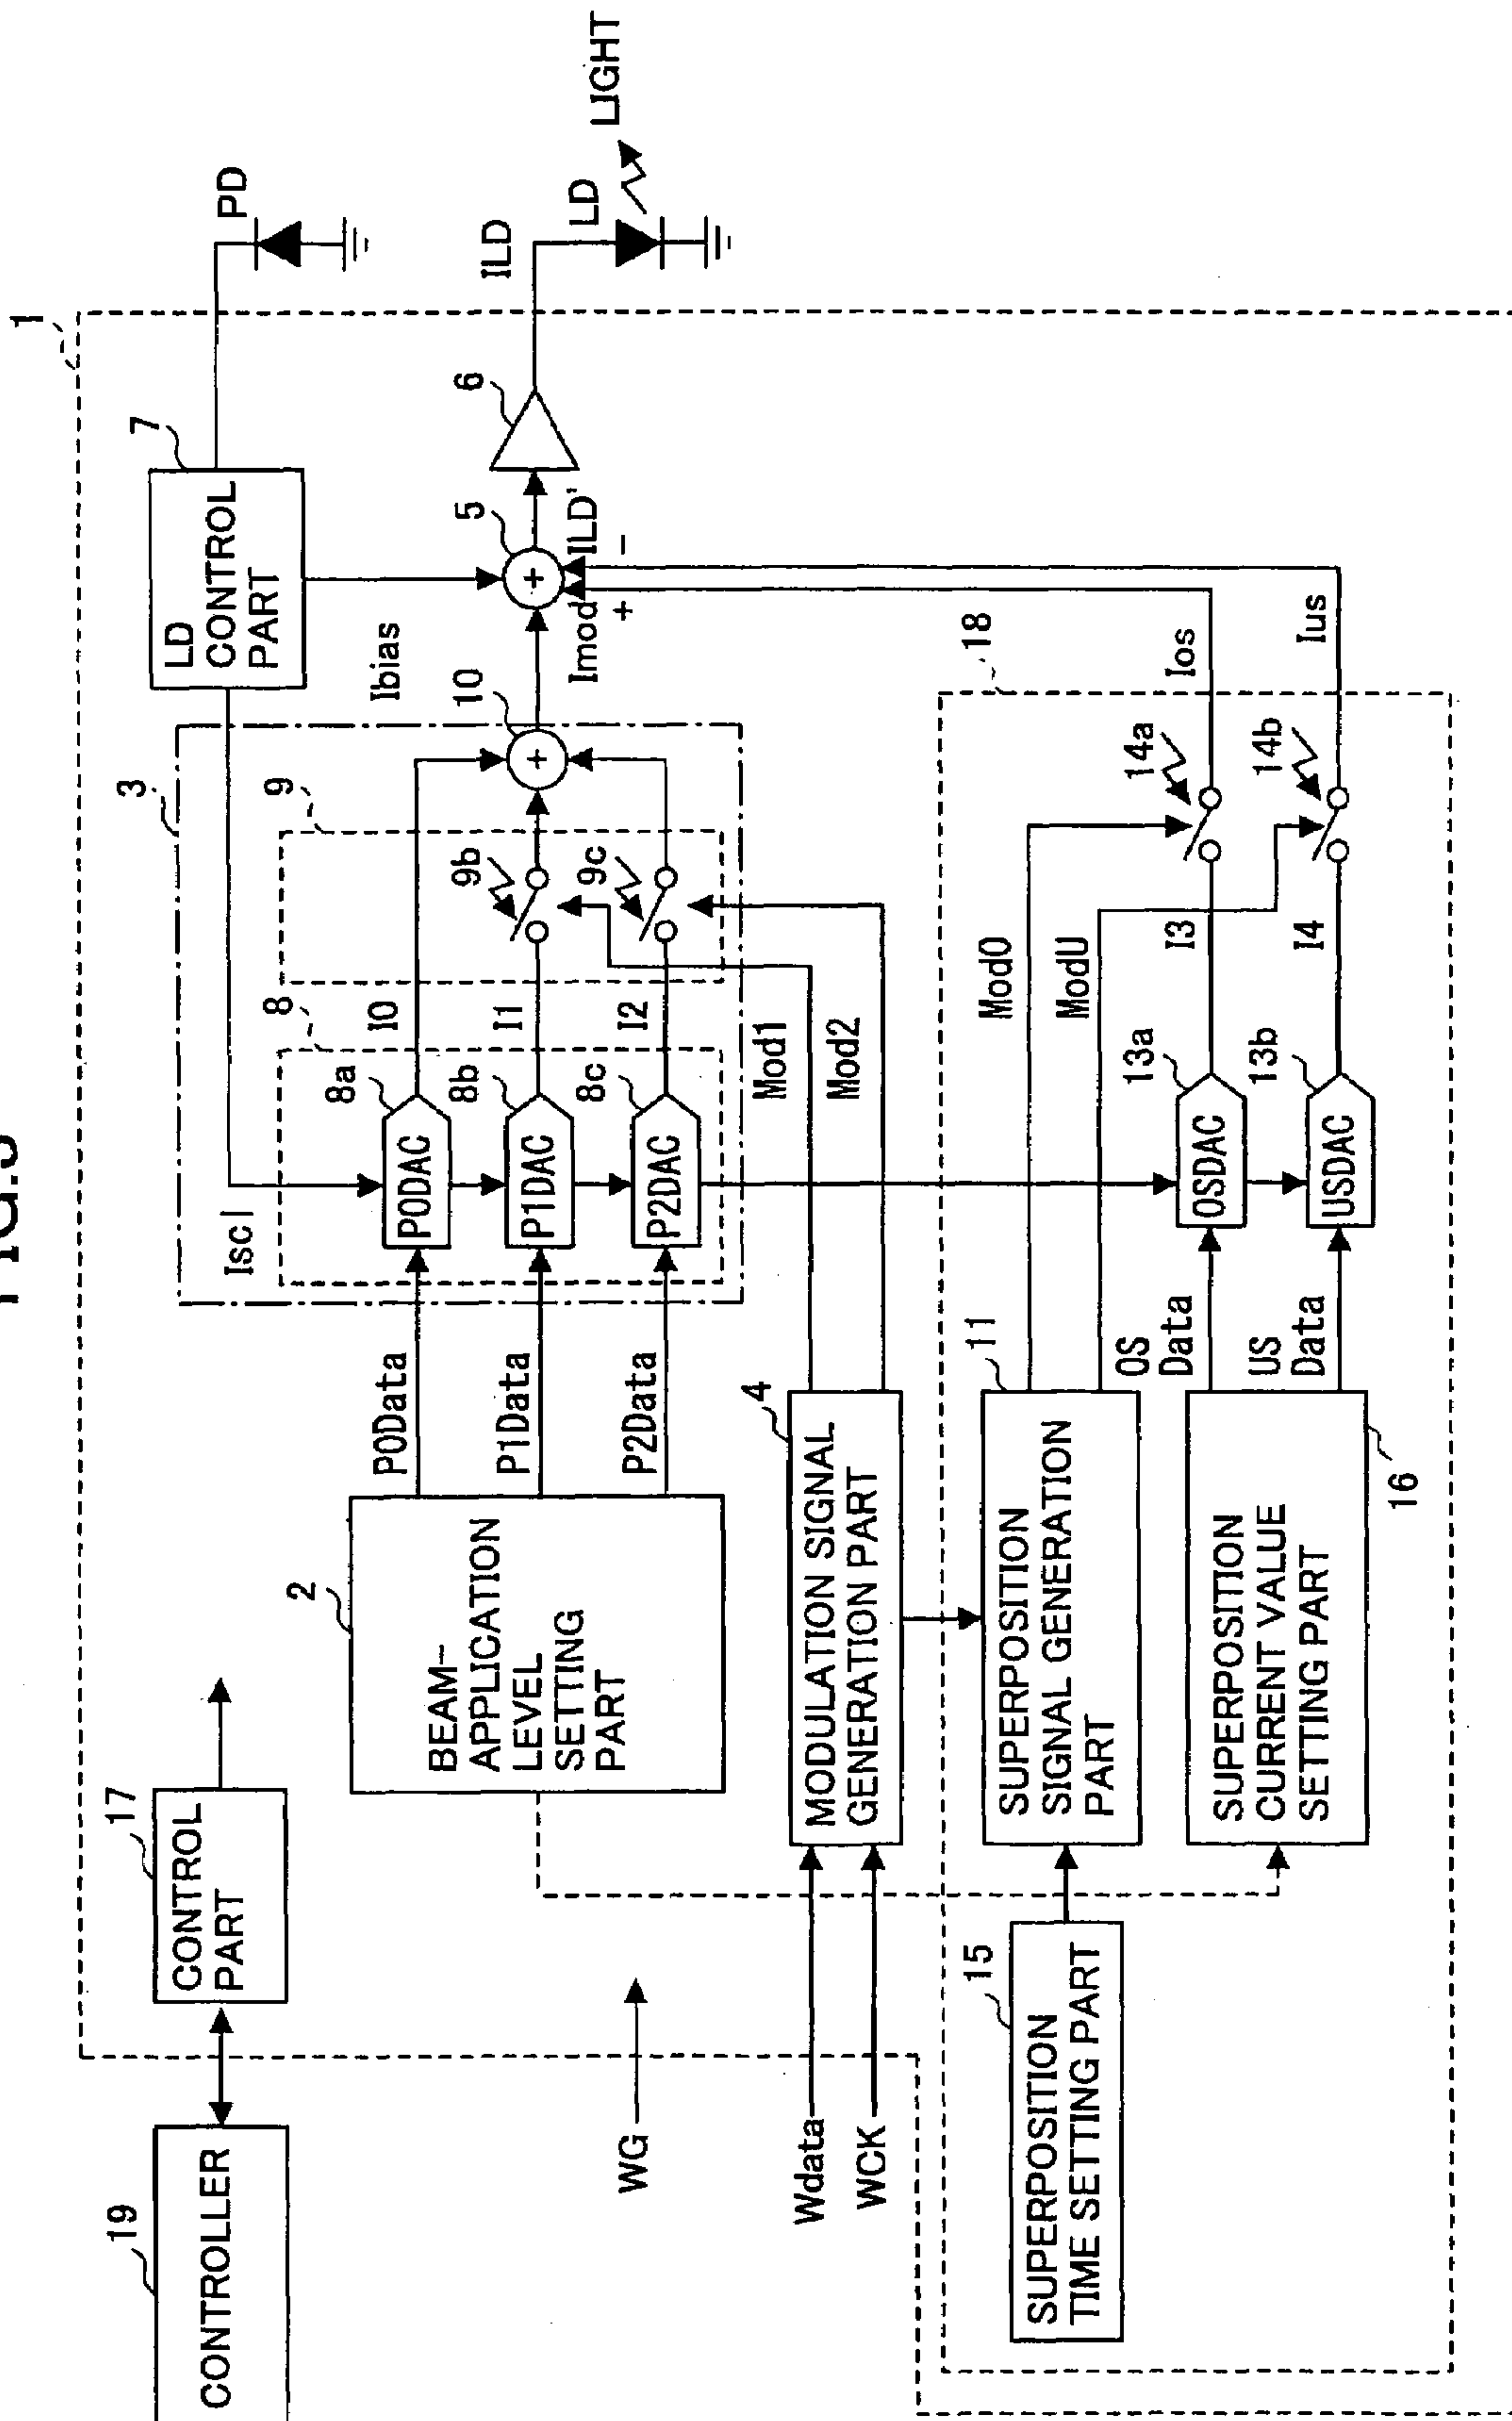 1
19
CONTROLLER
17
CONTROL
PART
7
LD
CONTROL
PART
PD
3
Iscl
Ibias
2
BEAM-
APPLICATION
LEVEL
SETTING
PART
P0Data
P1Data
P2Data
8
P0DAC
8a
P1DAC
8b
P2DAC
8c
I0
I1
I2
9
9b
9c
10
+
Imod
5
+
ILD'
+
-
6
ILD
LD
LIGHT
WG
Wdata
WCK
4
MODULATION SIGNAL
GENERATION PART
Mod1
Mod2
18
15
SUPERPOSITION
TIME SETTING PART
11
SUPERPOSITION
SIGNAL GENERATION
PART
ModO
ModU
SUPERPOSITION
CURRENT VALUE
SETTING PART
16
OS
Data
US
Data
OSDAC
13a
USDAC
13b
I3
I4
14a
14b
Ios
Ius